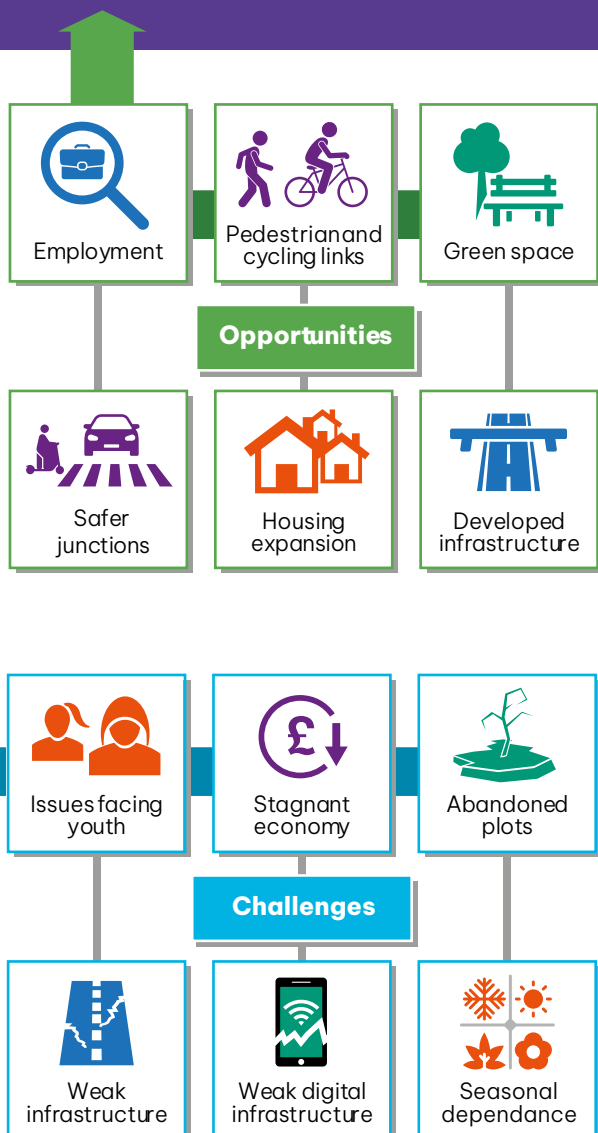 Employment
Pedestrian and
cycling links
Green space
Opportunities
Safer
junctions
Housing
expansion
Developed
infrastructure
Issues facing
youth
£
Stagnant
economy
Abandoned
plots
Challenges
Weak
infrastructure
Weak digital
infrastructure
Seasonal
dependance